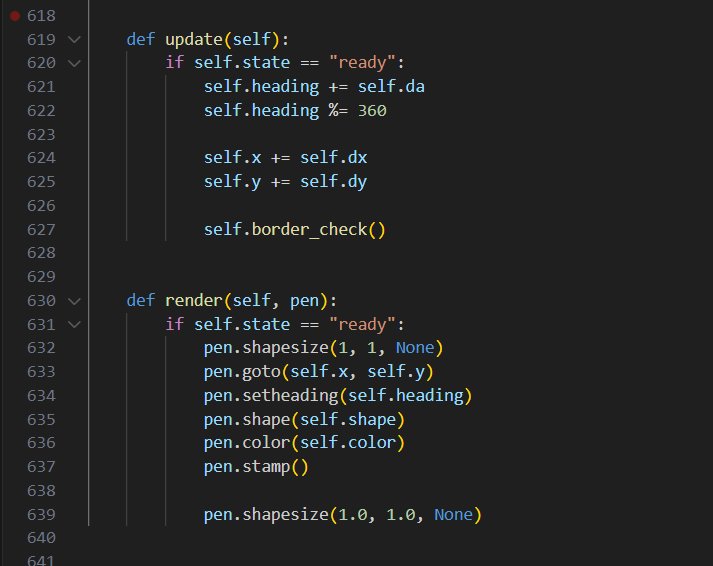 618
619 def update(self):
620 if self.state == "ready":
621 self.heading += self.da
622 self.heading %= 360
623
624 self.x += self.dx
625 self.y += self.dy
626
627 self.border_check()
628
629
630 def render(self, pen):
631 if self.state == "ready":
632 pen.shapesize(1, 1, None)
633 pen.goto(self.x, self.y)
634 pen.setheading(self.heading)
635 pen.shape(self.shape)
636 pen.color(self.color)
637 pen.stamp()
638
639 pen.shapesize(1.0, 1.0, None)
640
641